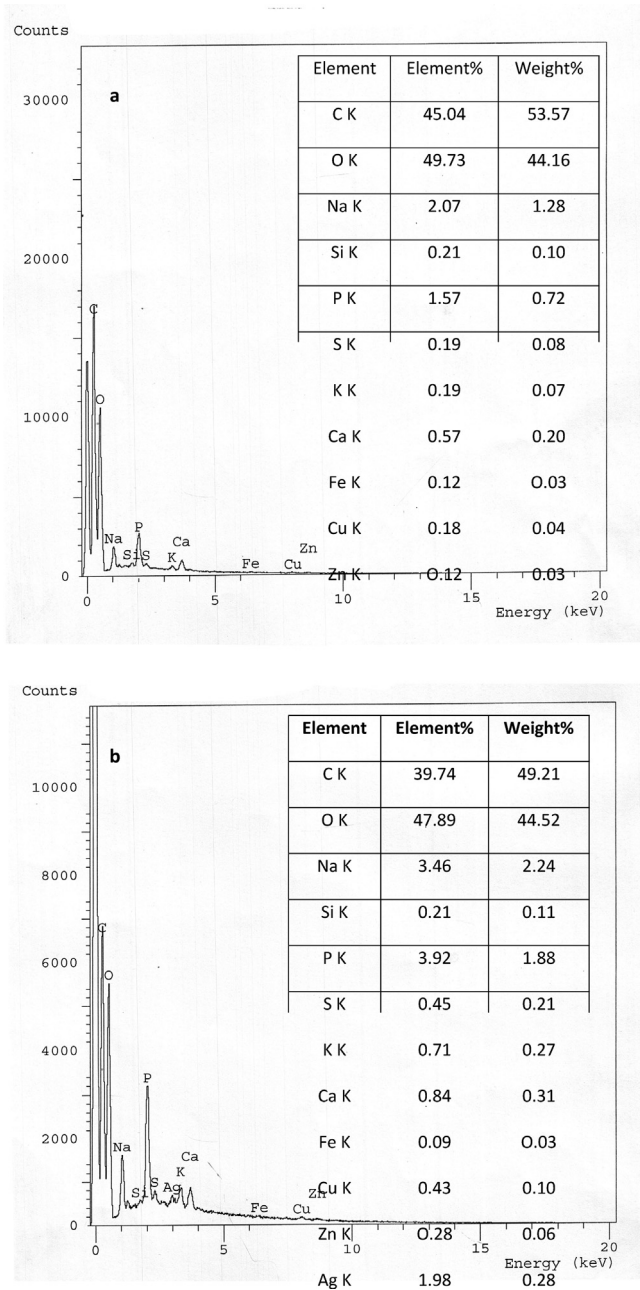 Counts
a
30000
20000
10000
0
C
O
Na
Si S
P
K
Ca
Fe
Cu
Zn
0 5 10 15 20
Energy (keV)
Element Element% Weight%
C K 45.04 53.57
O K 49.73 44.16
Na K 2.07 1.28
Si K 0.21 0.10
P K 1.57 0.72
S K 0.19 0.08
K K 0.19 0.07
Ca K 0.57 0.20
Fe K 0.12 O.03
Cu K 0.18 0.04
Zn K O.12 0.03
Counts
b
10000
8000
6000
4000
2000
0
C
O
Na
Si
P
S
Ag
K
Ca
Fe
Cu
Zn
0 5 10 15 20
Energy (keV)
Element Element% Weight%
C K 39.74 49.21
O K 47.89 44.52
Na K 3.46 2.24
Si K 0.21 0.11
P K 3.92 1.88
S K 0.45 0.21
K K 0.71 0.27
Ca K 0.84 0.31
Fe K 0.09 O.03
Cu K 0.43 0.10
Zn K 0.28 0.06
Ag K 1.98 0.28